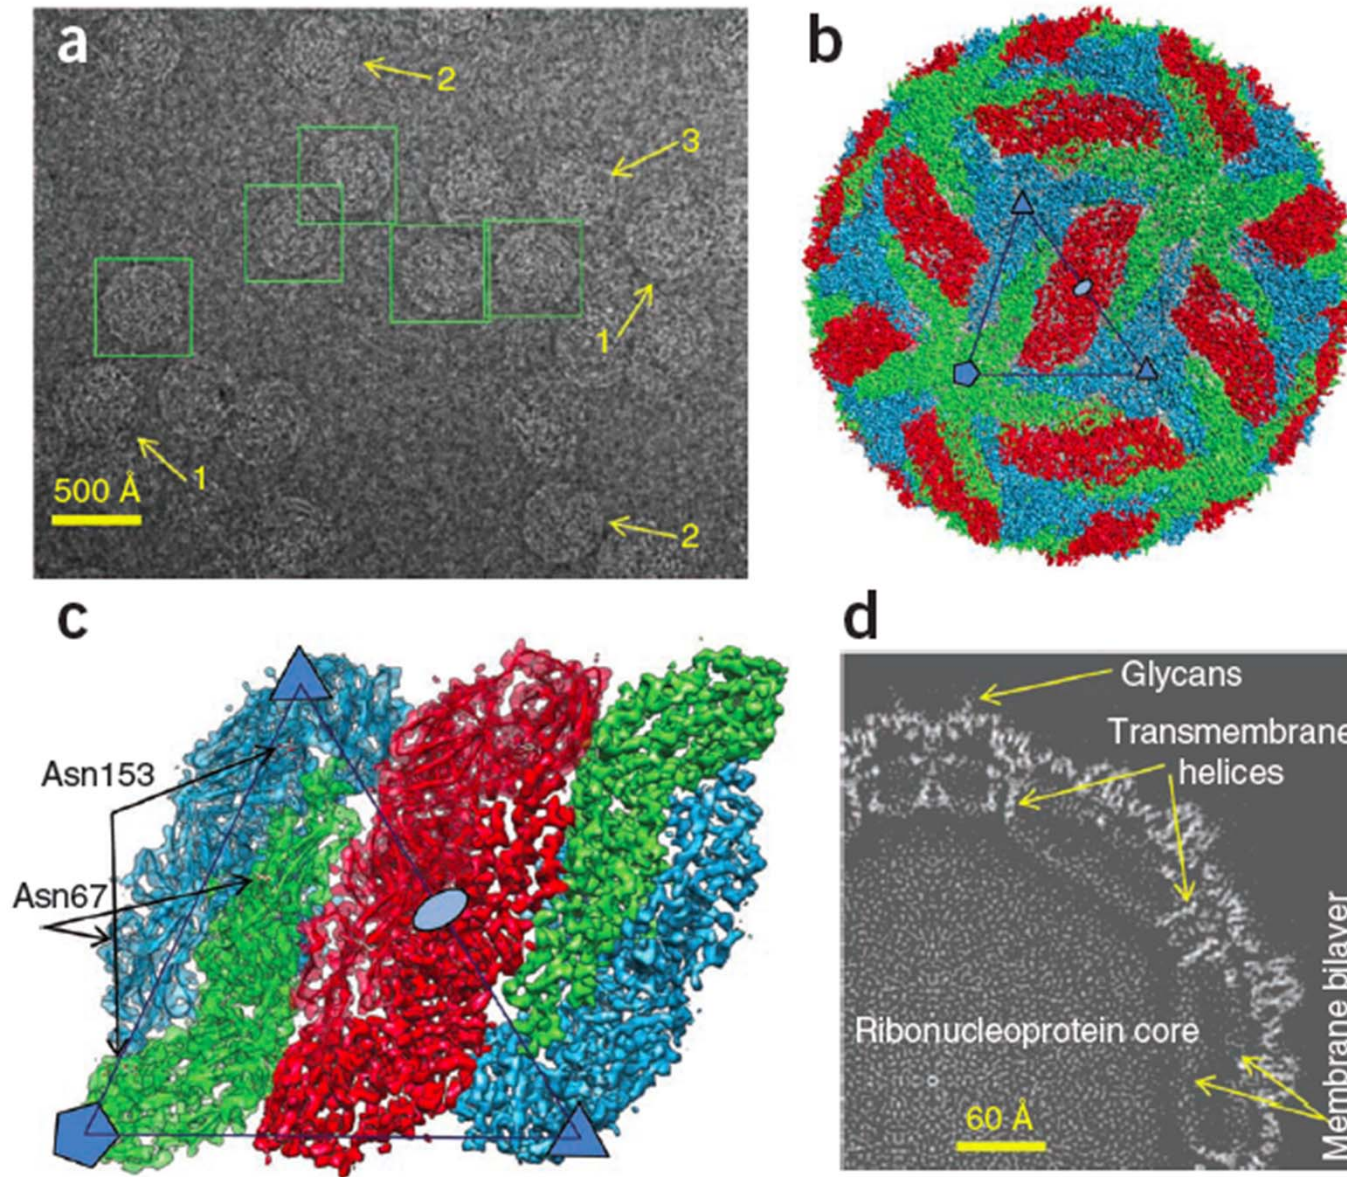 a
2
3
1
1
500 Å
2
b
c
Asn153
Asn67
d
Glycans
Transmembrane
helices
Membrane bilayer
Ribonucleoprotein core
60 Å